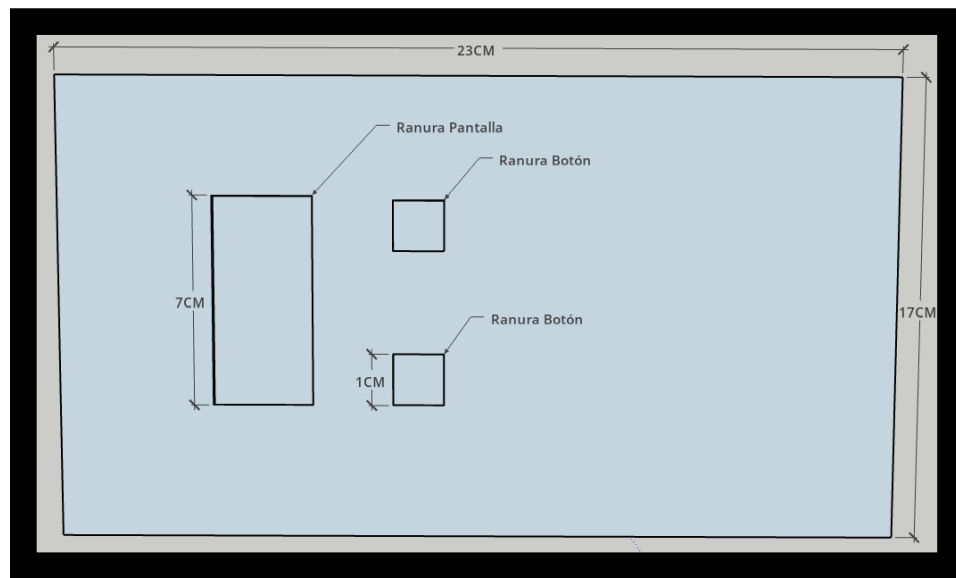 23CM
Ranura Pantalla
Ranura Botón
7CM
17CM
Ranura Botón
1CM